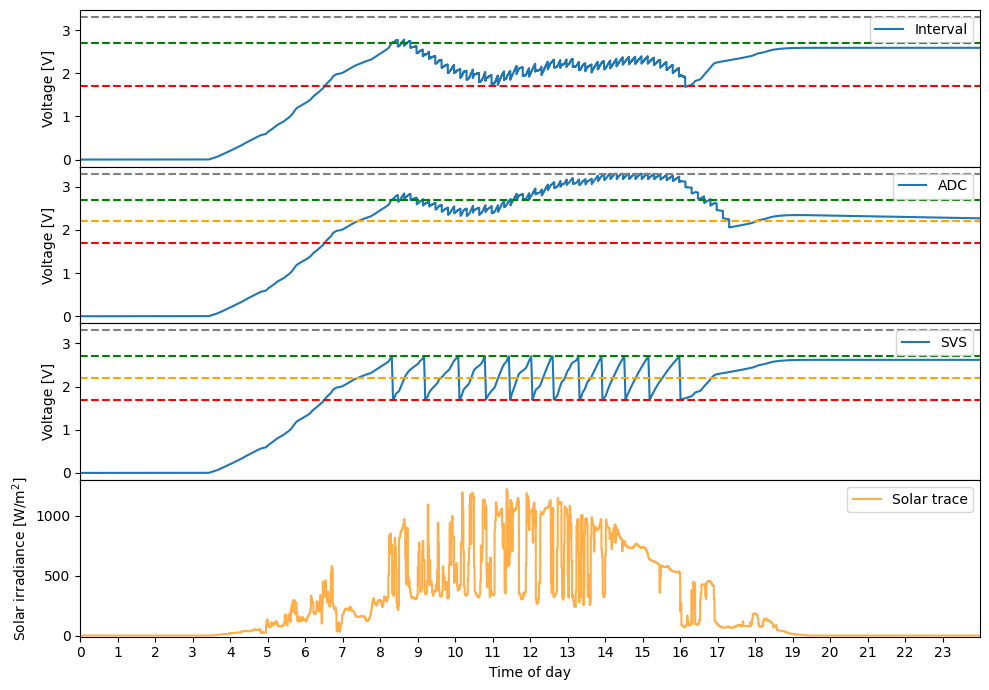 Voltage [V]
3
2
1
0
Interval
Voltage [V]
3
2
1
0
ADC
Voltage [V]
3
2
1
0
SVS
Solar irradiance [W/m²]
1000
500
0
Solar trace
0 1 2 3 4 5 6 7 8 9 10 11 12 13 14 15 16 17 18 19 20 21 22 23
Time of day